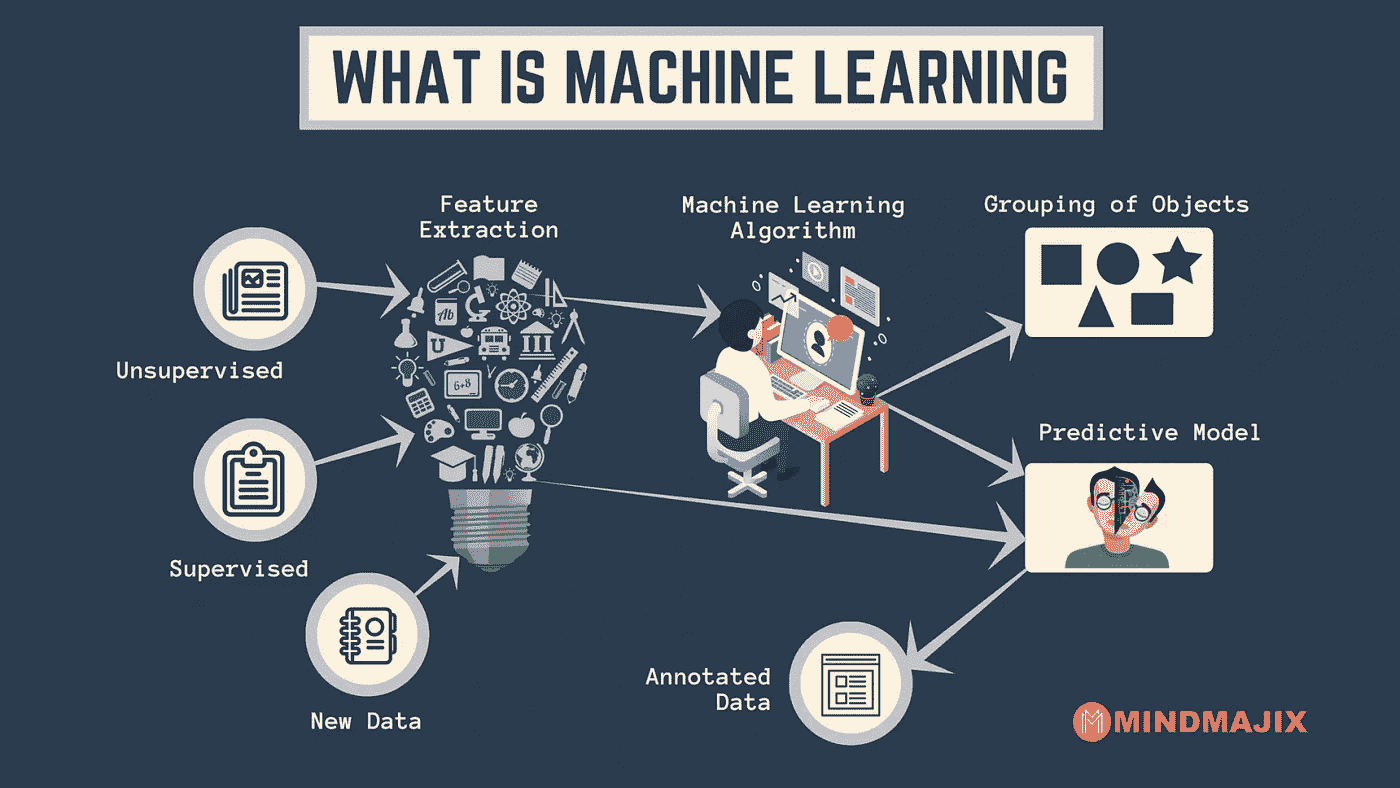 WHAT IS MACHINE LEARNING
Feature
Extraction
Machine Learning
Algorithm
Grouping of Objects
Unsupervised
Ab
U
6+8
Supervised
Predictive Model
New Data
Annotated
Data
MINDMAJIX